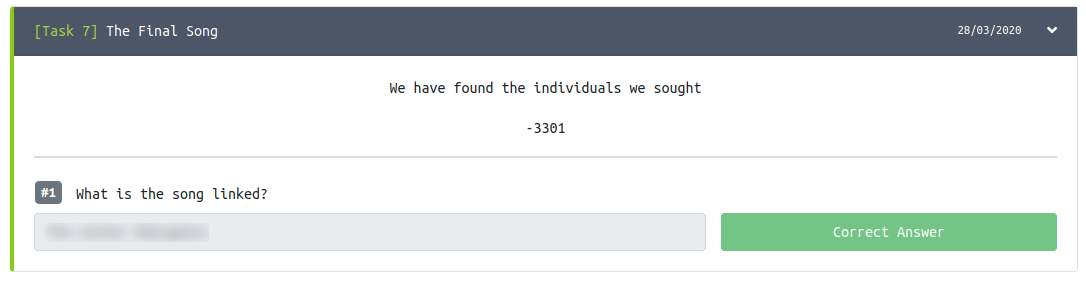 [Task 7] The Final Song 28/03/2020
We have found the individuals we sought
-3301
#1 What is the song linked?
Correct Answer